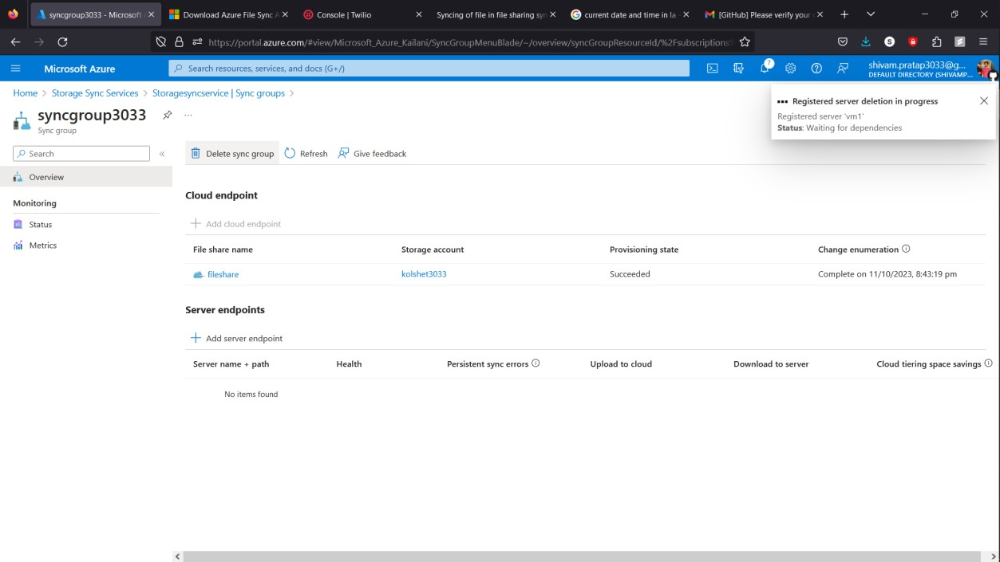 syncgroup3033 - Microsoft A
Download Azure File Sync A
Console | Twilio
Syncing of file in file sharing syn
current date and time in la -
[GitHub] Please verify your
https://portal.azure.com/#view/Microsoft_Azure_Kailani/SyncGroupMenuBlade/~/overview/syncGroupResourceId/%2Fsubscriptions%
Microsoft Azure
Search resources, services, and docs (G+/)
7
shivam.pratap3033@g...
DEFAULT DIRECTORY (SHIVAMP...
Home > Storage Sync Services > Storagesyncservice | Sync groups >
syncgroup3033
Sync group
Registered server deletion in progress
Registered server 'vm1'
Status: Waiting for dependencies
Search
Overview
Monitoring
Status
Metrics
Delete sync group Refresh Give feedback
Cloud endpoint
Add cloud endpoint
File share name Storage account Provisioning state Change enumeration
fileshare kolshet3033 Succeeded Complete on 11/10/2023, 8:43:19 pm
Server endpoints
Add server endpoint
Server name + path Health Persistent sync errors Upload to cloud Download to server Cloud tiering space savings
No items found